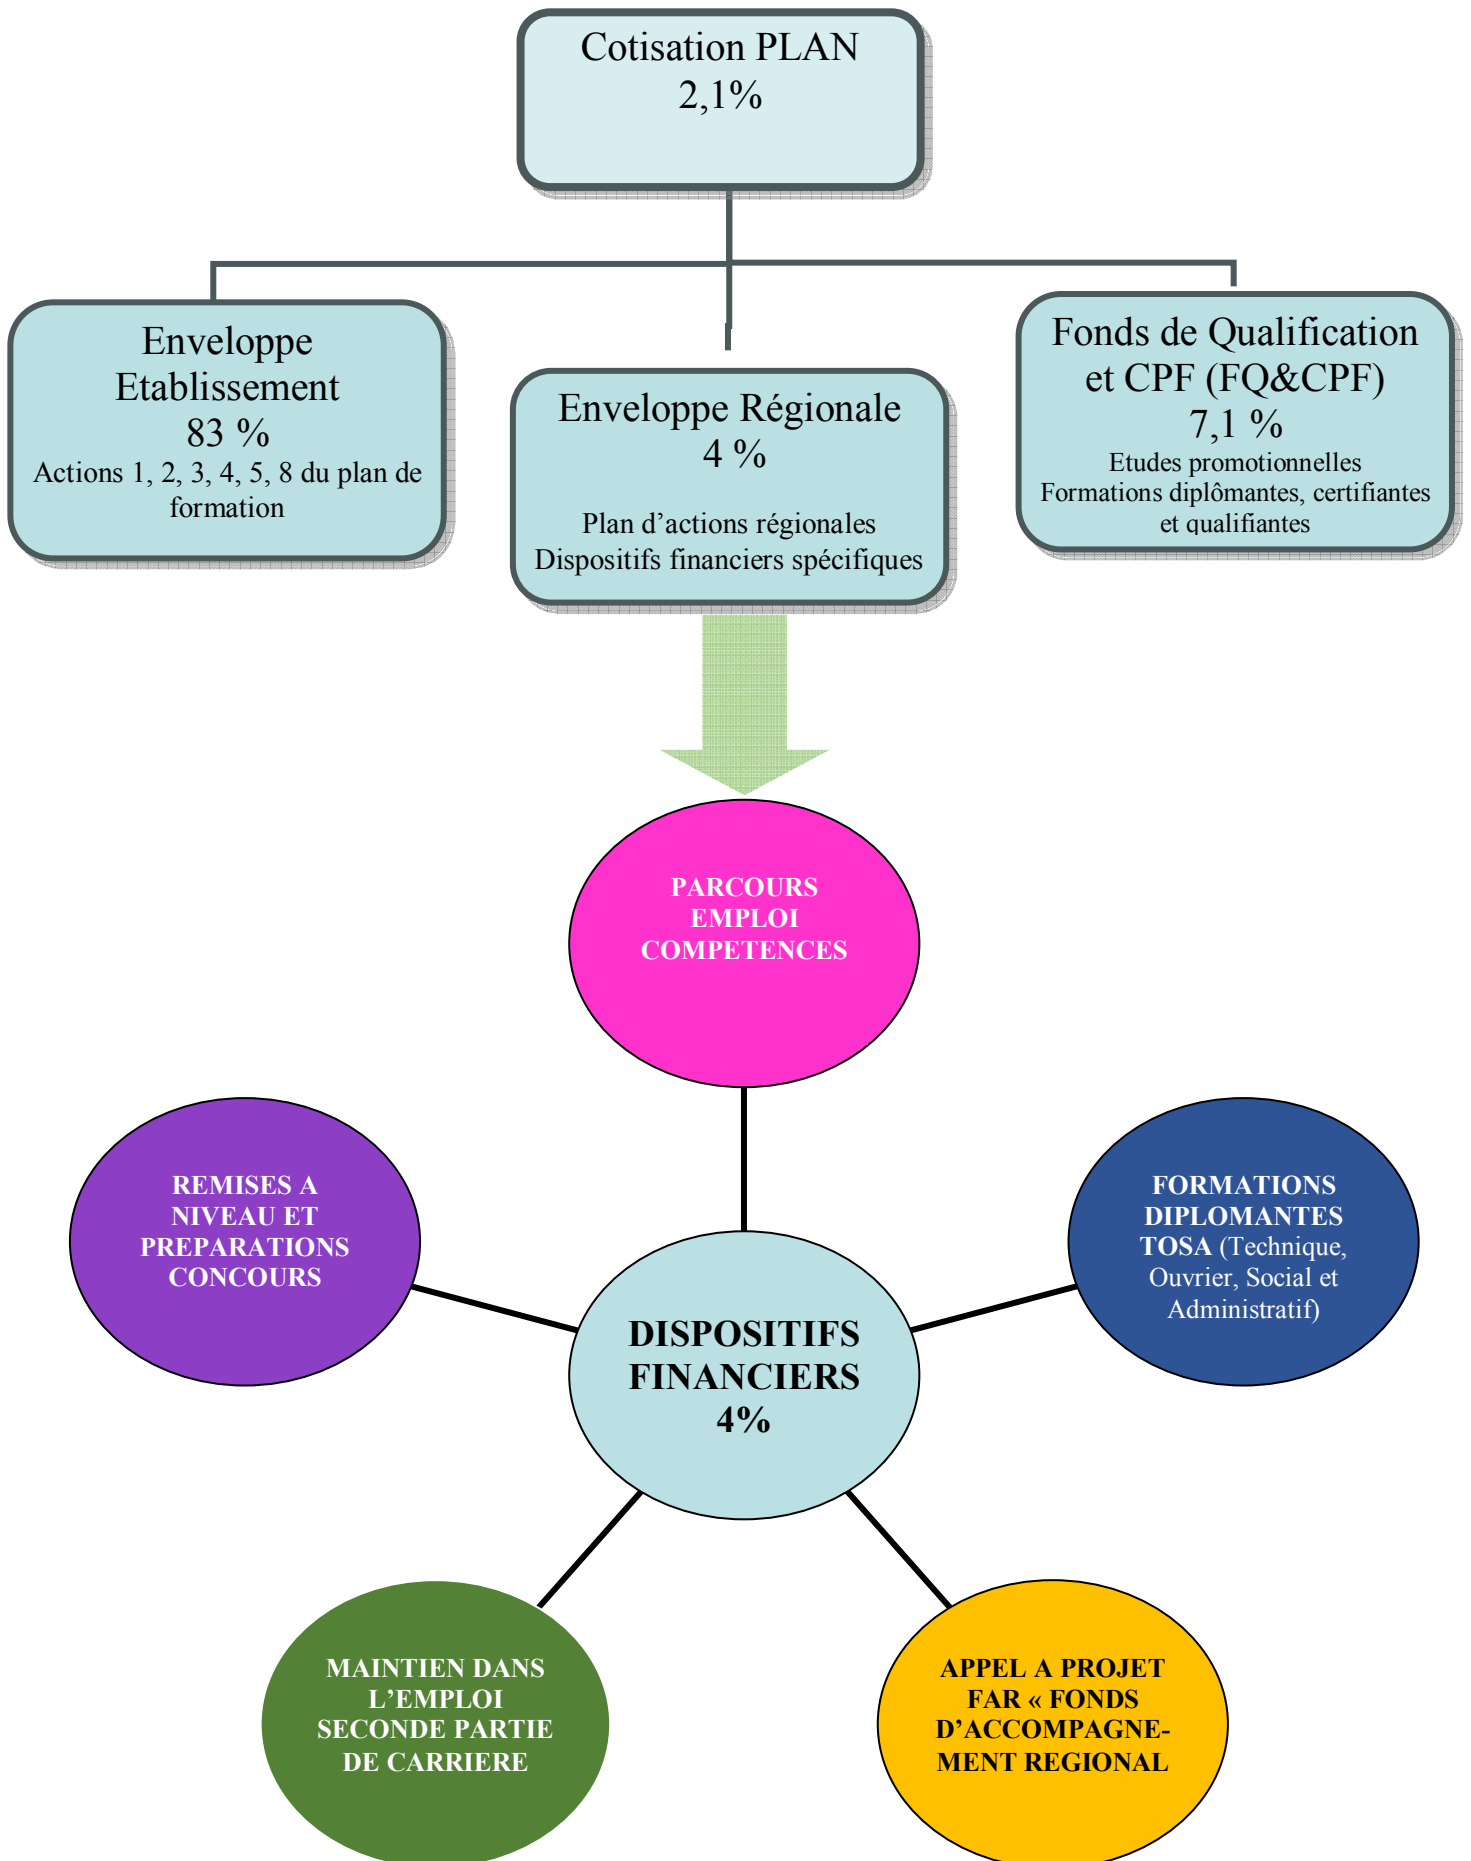 Cotisation PLAN
2,1%
Enveloppe
Etablissement
83 %
Actions 1, 2, 3, 4, 5, 8 du plan de
formation
Enveloppe Régionale
4 %
Plan d’actions régionales
Dispositifs financiers spécifiques
Fonds de Qualification
et CPF (FQ&CPF)
7,1 %
Etudes promotionnelles
Formations diplômantes, certifiantes
et qualifiantes
PARCOURS
EMPLOI
COMPETENCES
REMISES A
NIVEAU ET
PREPARATIONS
CONCOURS
FORMATIONS
DIPLOMANTES
TOSA (Technique,
Ouvrier, Social et
Administratif)
DISPOSITIFS
FINANCIERS
4%
MAINTIEN DANS
L’EMPLOI
SECONDE PARTIE
DE CARRIERE
APPEL A PROJET
FAR « FONDS
D’ACCOMPAGNE-
MENT REGIONAL